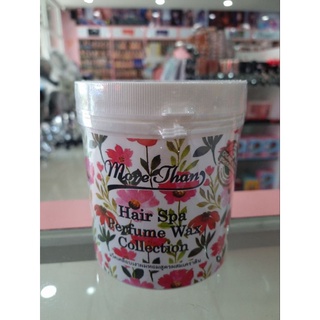 More Than
Hair Spa
Perfume Wax
Collection